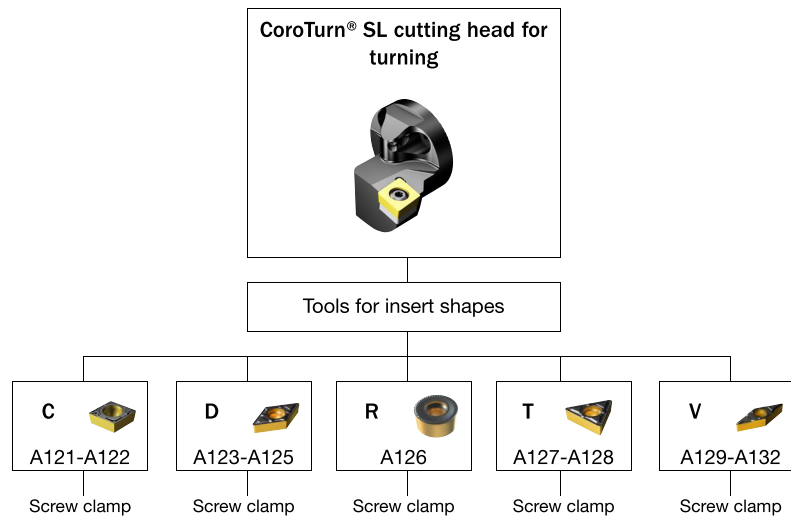 CoroTurn® SL cutting head for
turning
Tools for insert shapes
C
D
R
T
V
A121-A122
A123-A125
A126
A127-A128
A129-A132
Screw clamp
Screw clamp
Screw clamp
Screw clamp
Screw clamp